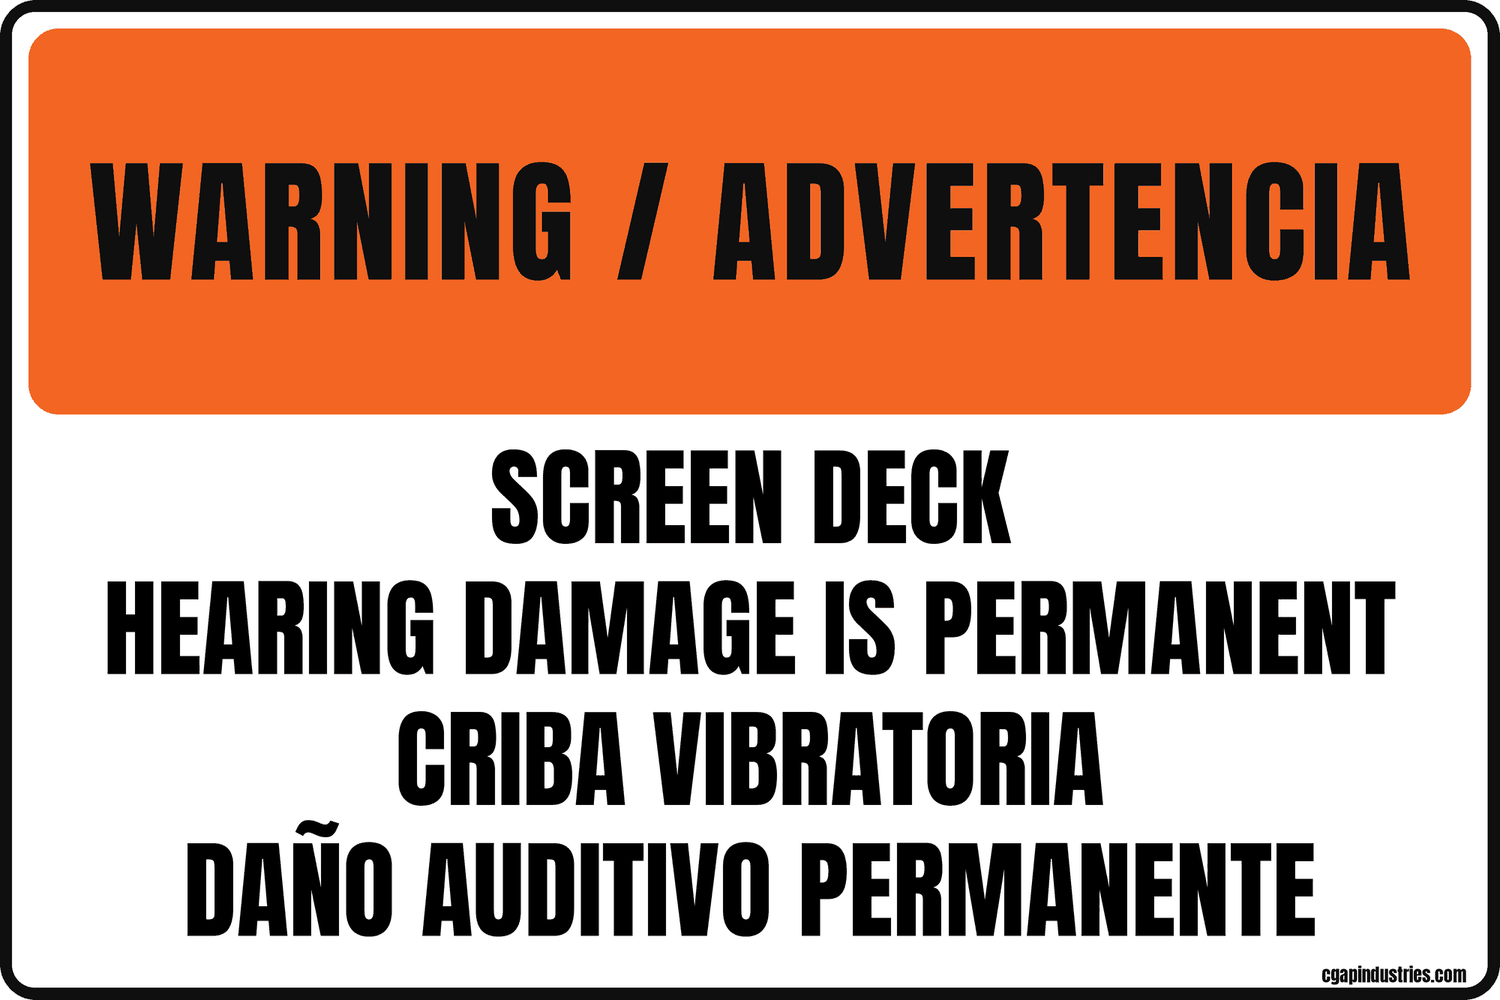 WARNING / ADVERTENCIA
SCREEN DECK
HEARING DAMAGE IS PERMANENT
CRIBA VIBRATORIA
DAÑO AUDITIVO PERMANENTE
cgapindustries.com